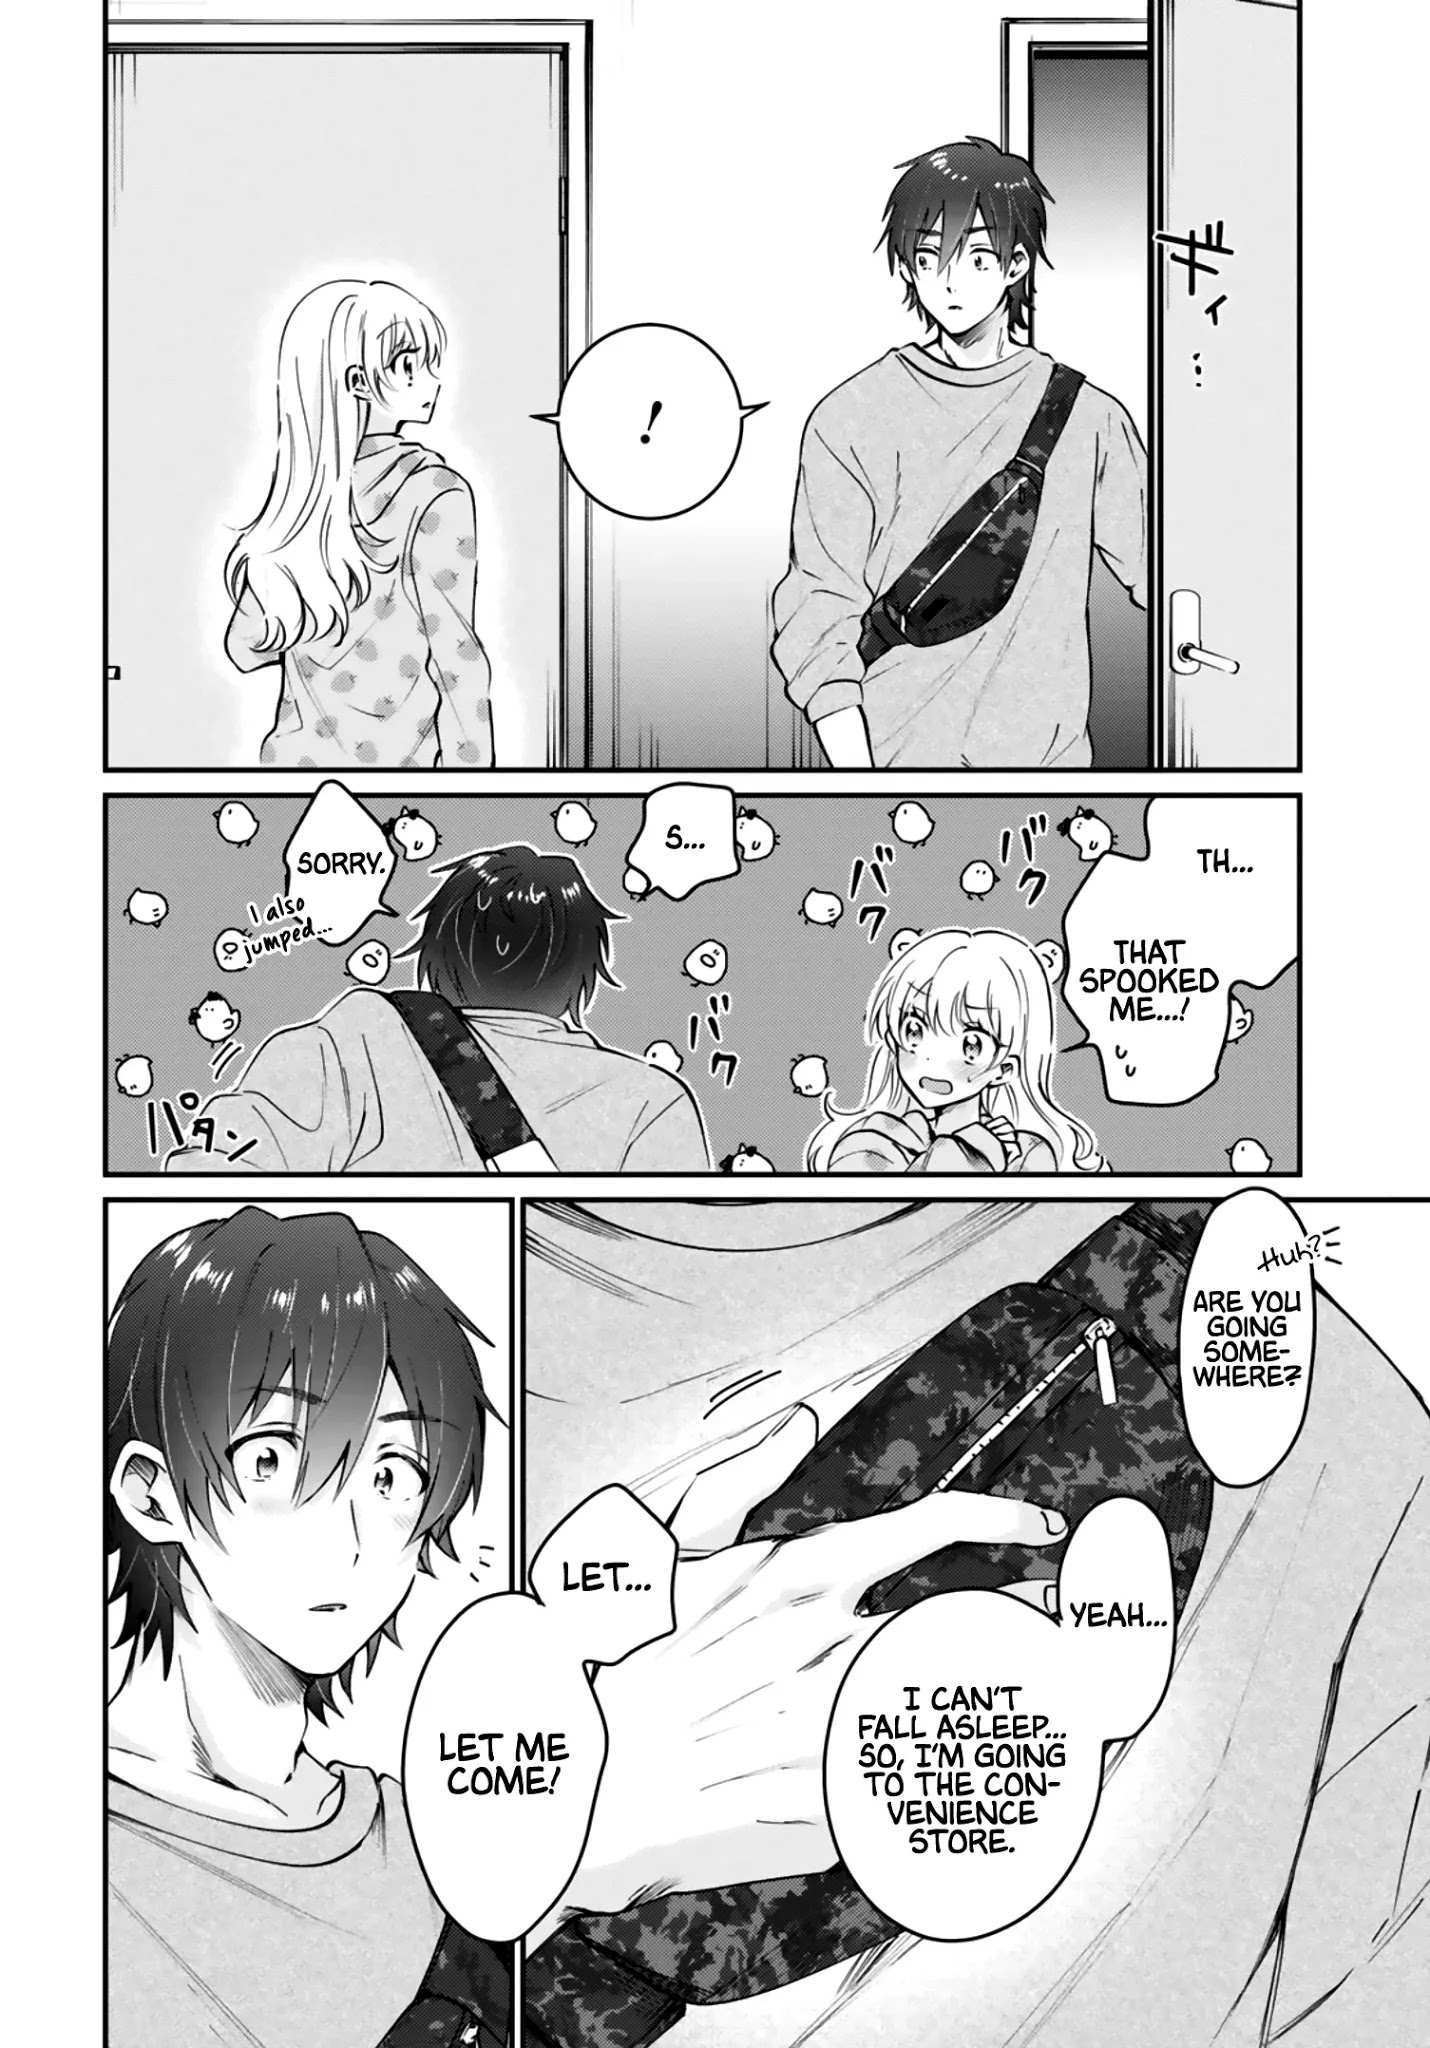 ギィ…
!
TH...
THAT
SPOOKED
ME...!
バク
バク
バク
バク
S...
SORRY.
I also
jumped...
パタン
Huh?
ARE YOU
GOING
SOME-
WHERE?
YEAH...
I CAN'T
FALL ASLEEP...
SO, I'M GOING
TO THE CON-
VENIENCE
STORE.
LET...
LET ME
COME!